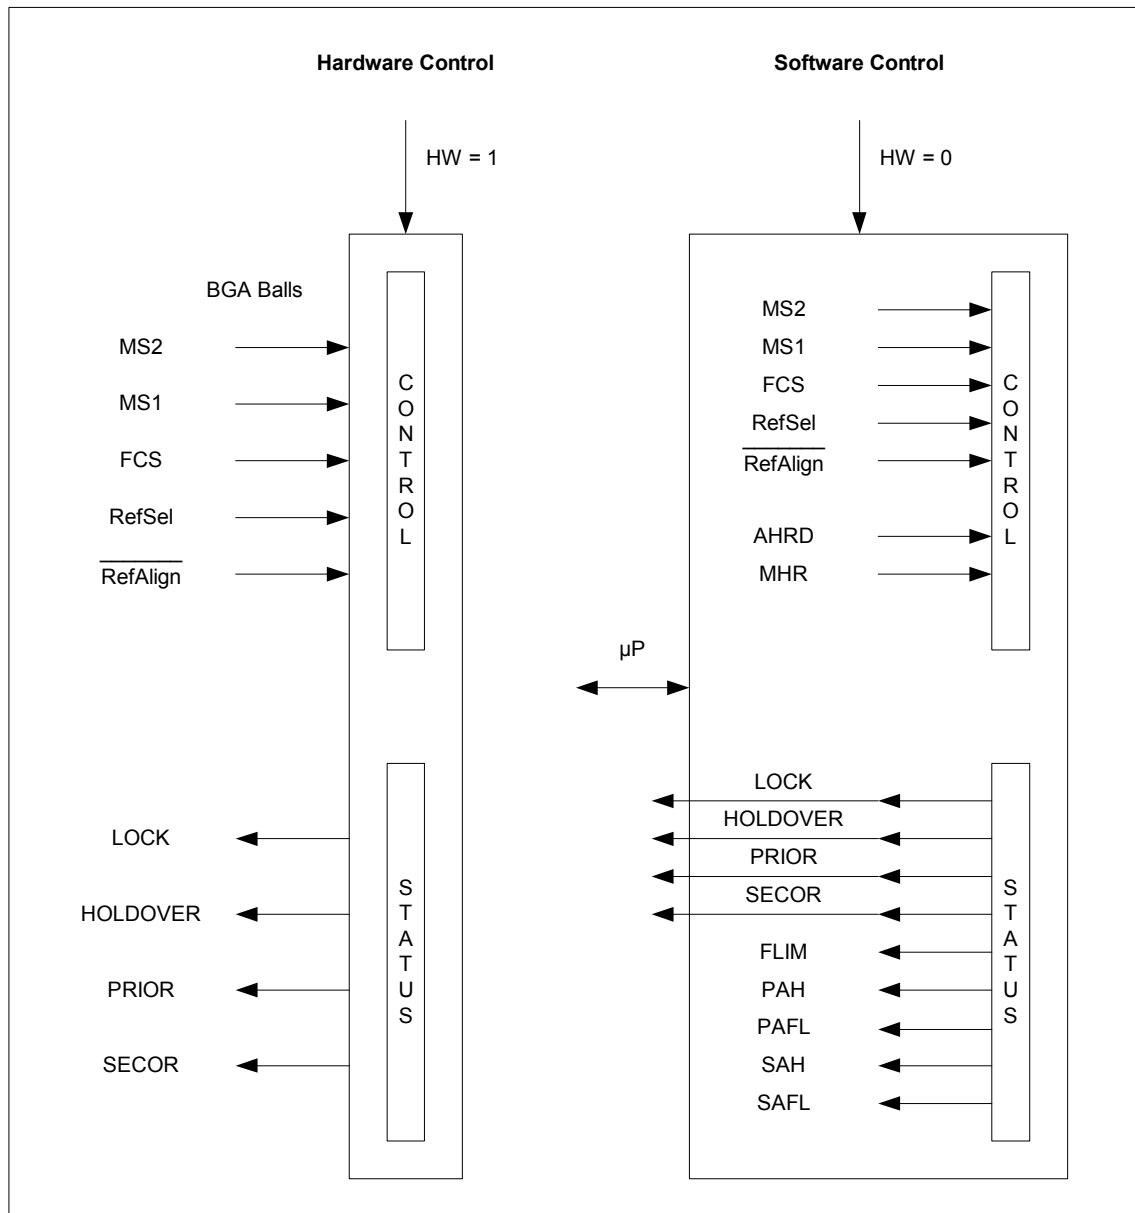 Hardware Control
HW = 1
BGA Balls
MS2
MS1
FCS
RefSel
RefAlign
CONTROL
LOCK
HOLDOVER
PRIOR
SECOR
STATUS
Software Control
HW = 0
MS2
MS1
FCS
RefSel
RefAlign
AHRD
MHR
CONTROL
µP
LOCK
HOLDOVER
PRIOR
SECOR
FLIM
PAH
PAFL
SAH
SAFL
STATUS